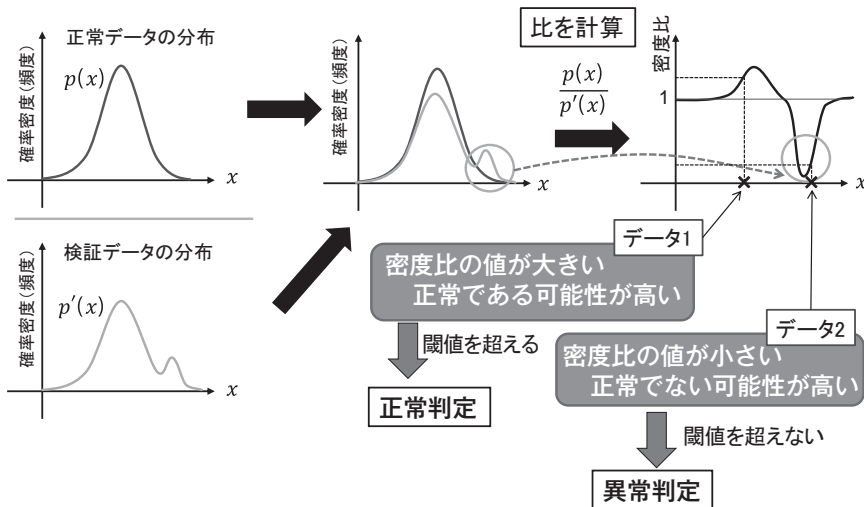 正常データの分布
確率密度(頻度)
p(x)
x
検証データの分布
確率密度(頻度)
p′(x)
x
確率密度(頻度)
x
比を計算
p(x)
p′(x)
密度比
1
x
データ1
密度比の値が大きい
正常である可能性が高い
閾値を超える
正常判定
データ2
密度比の値が小さい
正常でない可能性が高い
閾値を超えない
異常判定